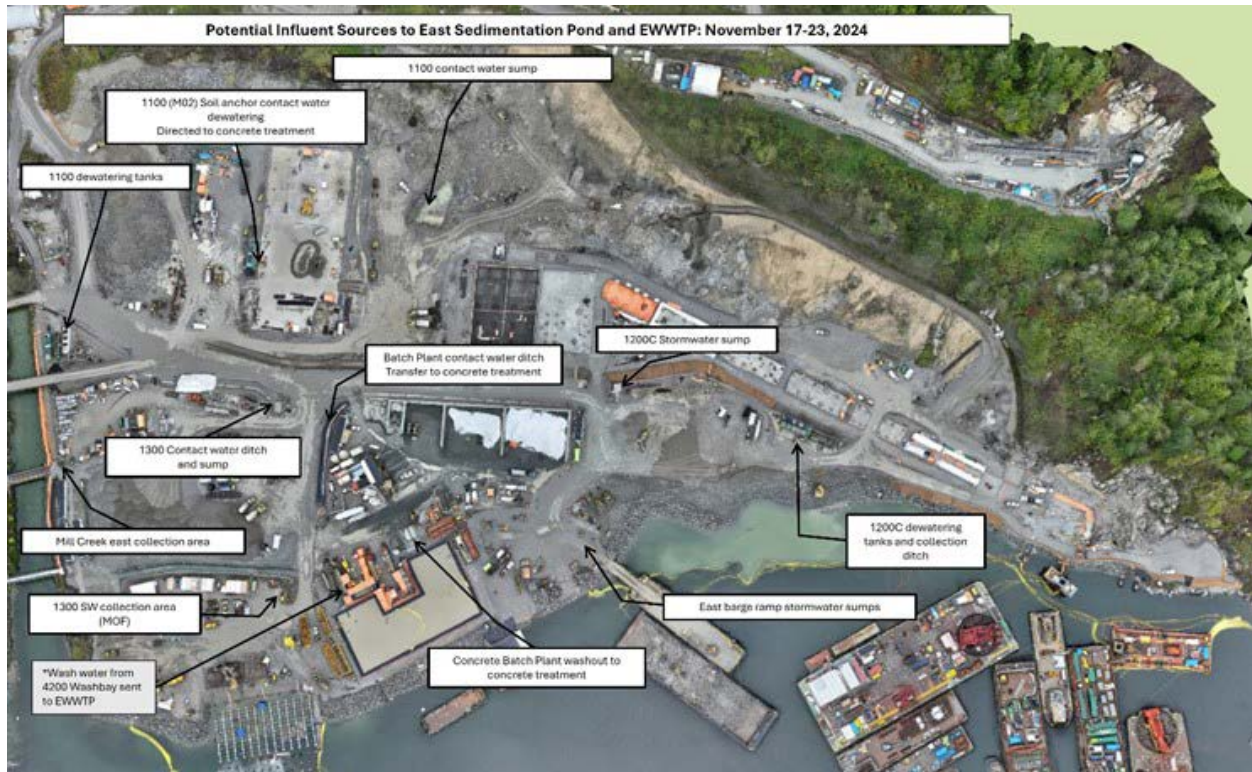 Potential Influent Sources to East Sedimentation Pond and EWWTP: November 17-23, 2024
1100 contact water sump
1100 (M02) Soil anchor contact water
dewatering
Directed to concrete treatment
1100 dewatering tanks
1200C Stormwater sump
Batch Plant contact water ditch
Transfer to concrete treatment
1300 Contact water ditch
and sump
Mill Creek east collection area
1200C dewatering
tanks and collection
ditch
1300 SW collection area
(MOF)
East barge ramp stormwater sumps
Concrete Batch Plant washout to
concrete treatment
*Wash water from
4200 Washbay sent
to EWWTP